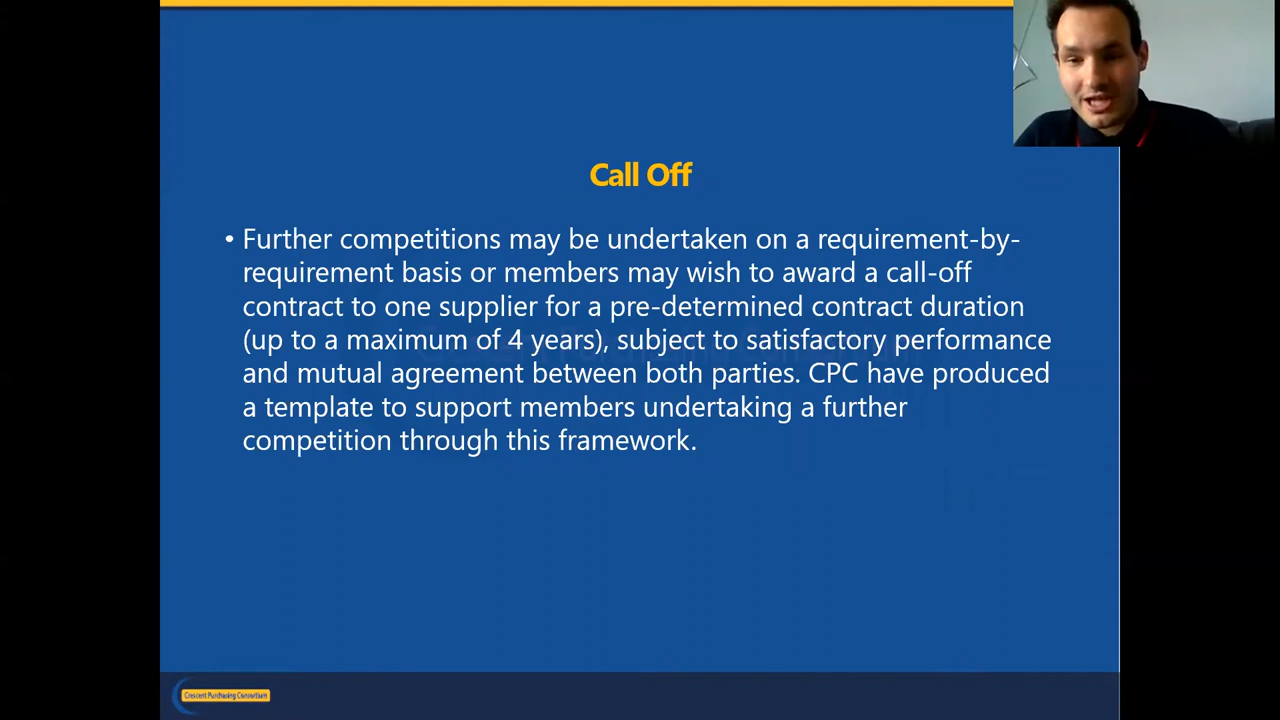 Call Off
• Further competitions may be undertaken on a requirement-by-
requirement basis or members may wish to award a call-off
contract to one supplier for a pre-determined contract duration
(up to a maximum of 4 years), subject to satisfactory performance
and mutual agreement between both parties. CPC have produced
a template to support members undertaking a further
competition through this framework.
Crescent Purchasing Consortium